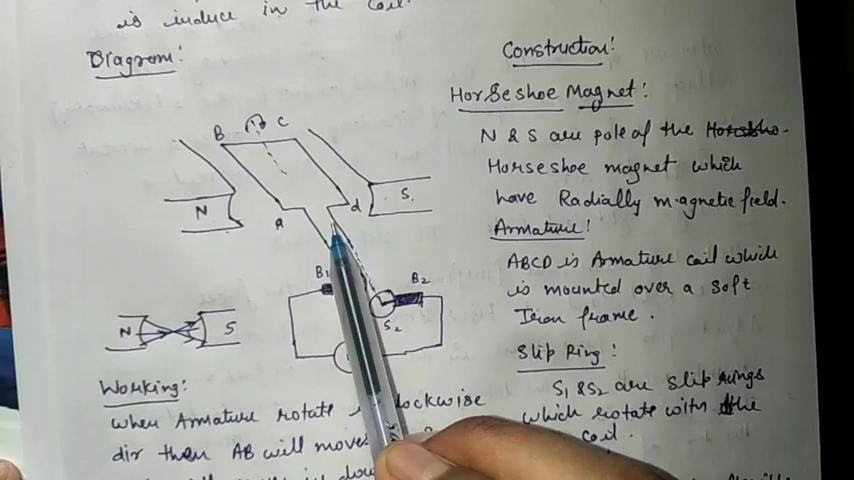 is induce in the coil.
Diagram:
B
C
N
S
A
d
B1
B2
S2
N
S
Working:
when Armature rotate clockwise
dir then AB will moves
Construction:
Horseshoe Magnet:
N & S are pole of the
Horseshoe magnet which
have Radially magnetic field.
Armature:
ABCD is Armature coil which
is mounted over a soft
Iron frame.
Slip Ring:
S1 & S2 are slip rings
which rotate with the
coil.